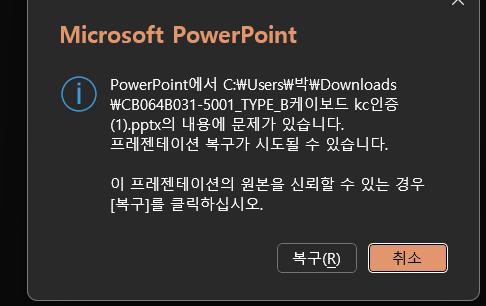 Microsoft PowerPoint
PowerPoint에서 C:₩Users₩박₩Downloads
₩CB064B031-5001_TYPE_B케이보드 kc인증
(1).pptx의 내용에 문제가 있습니다.
프레젠테이션 복구가 시도될 수 있습니다.
이 프레젠테이션의 원본을 신뢰할 수 있는 경우
[복구]를 클릭하십시오.
복구(R)
취소